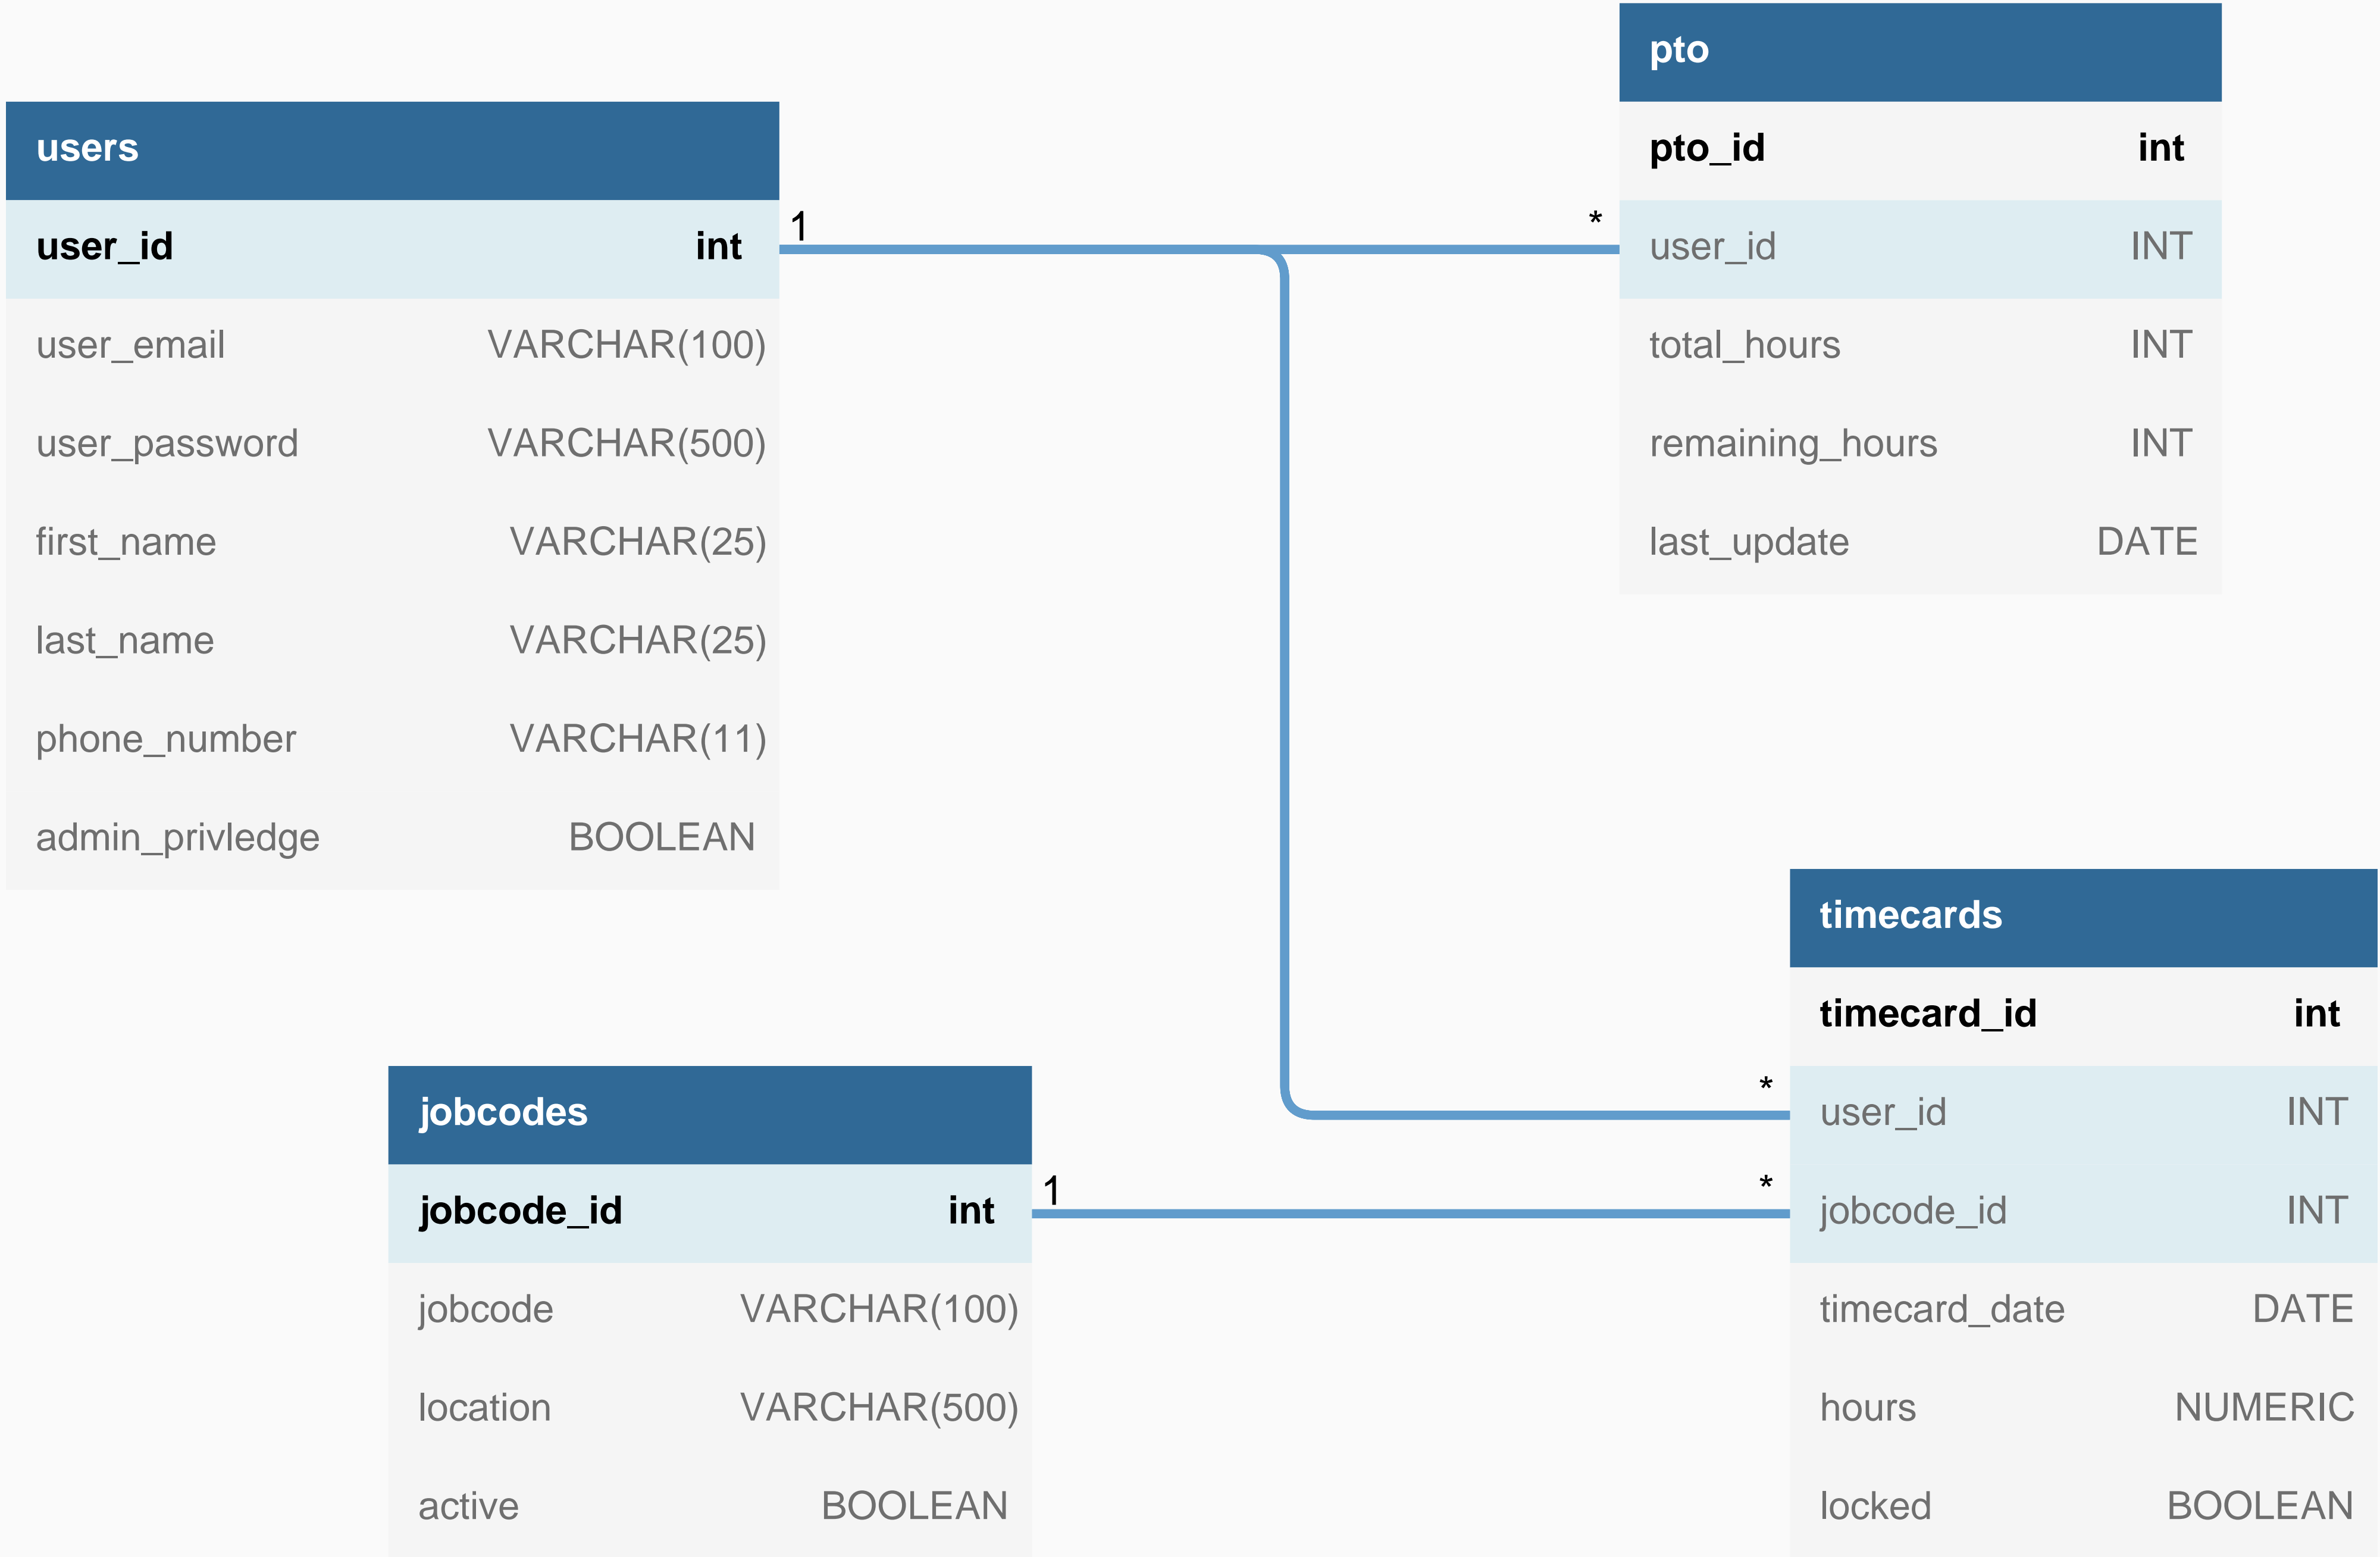 users
user_id int
user_email VARCHAR(100)
user_password VARCHAR(500)
first_name VARCHAR(25)
last_name VARCHAR(25)
phone_number VARCHAR(11)
admin_privledge BOOLEAN
1 *
pto
pto_id int
user_id INT
total_hours INT
remaining_hours INT
last_update DATE
jobcodes
jobcode_id int
jobcode VARCHAR(100)
location VARCHAR(500)
active BOOLEAN
*
1 *
timecards
timecard_id int
user_id INT
jobcode_id INT
timecard_date DATE
hours NUMERIC
locked BOOLEAN